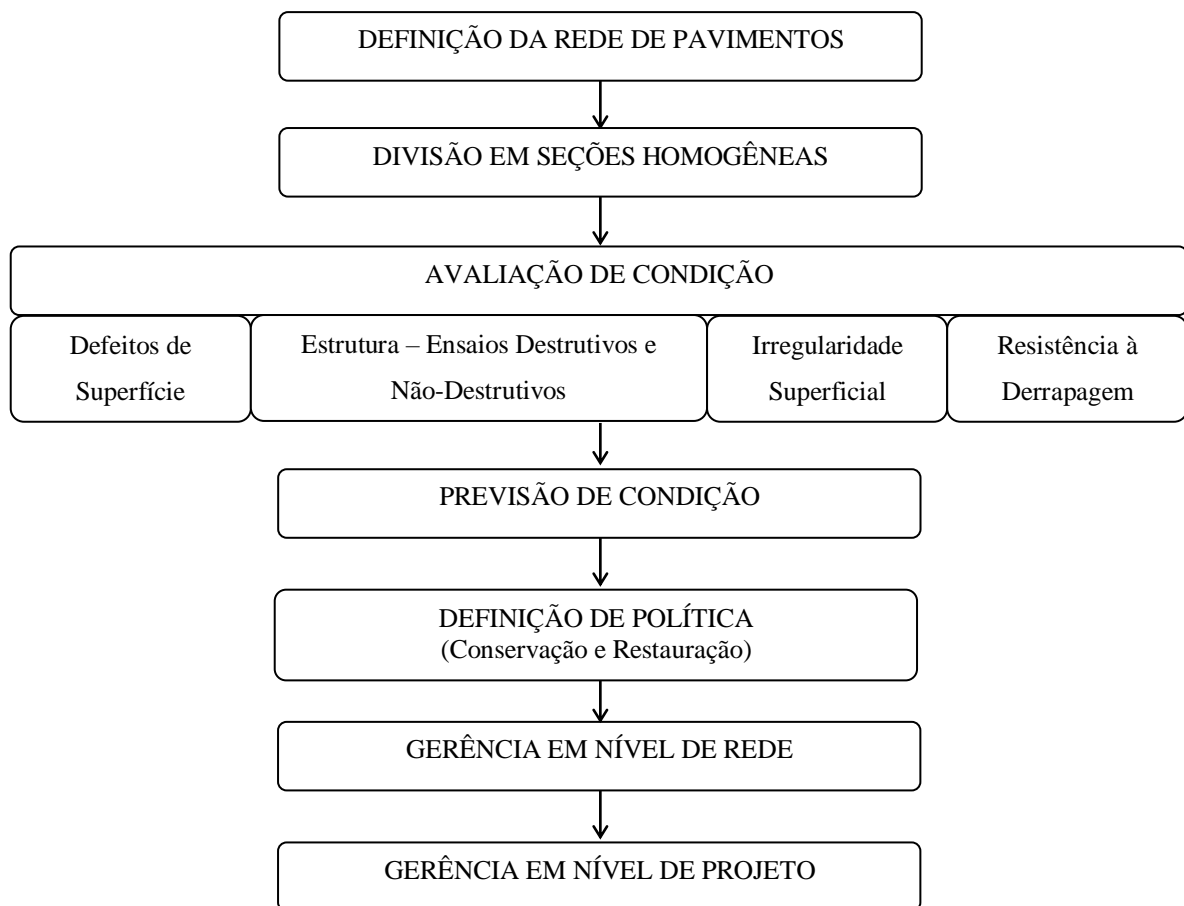 DEFINIÇÃO DA REDE DE PAVIMENTOS
DIVISÃO EM SEÇÕES HOMOGÊNEAS
AVALIAÇÃO DE CONDIÇÃO
Defeitos de
Superfície
Estrutura – Ensaios Destrutivos e
Não-Destrutivos
Irregularidade
Superficial
Resistência à
Derrapagem
PREVISÃO DE CONDIÇÃO
DEFINIÇÃO DE POLÍTICA
(Conservação e Restauração)
GERÊNCIA EM NÍVEL DE REDE
GERÊNCIA EM NÍVEL DE PROJETO